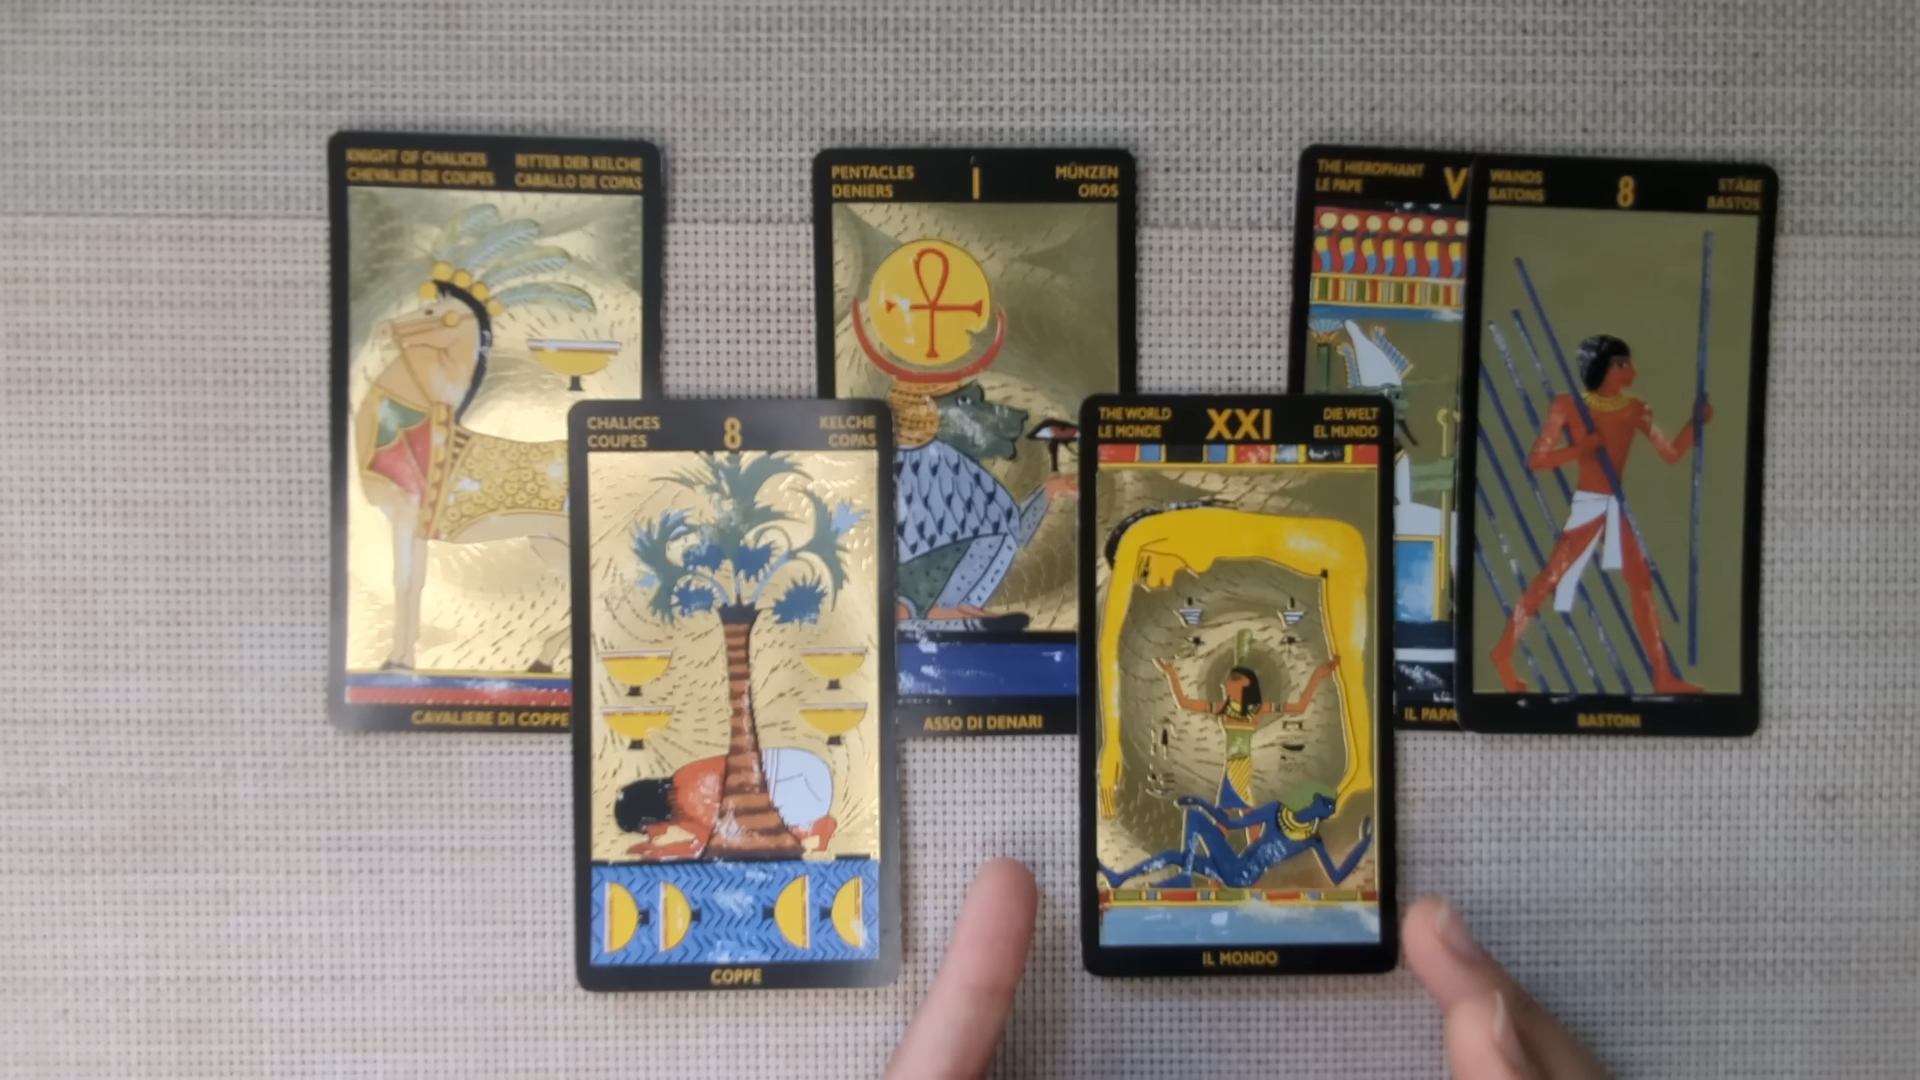 KNIGHT OF CHALICES RITTER DER KELCHE
CHEVALIER DE COUPES CABALLO DE COPAS
CAVALIERE DI COPPE
PENTACLES I MÜNZEN
DENIERS OROS
ASSO DI DENARI
THE HIEROPHANT V
LE PAPE
IL PAPA
WANDS 8 STÄBE
BATONS BASTOS
BASTONI
CHALICES 8 KELCHE
COUPES COPAS
COPPE
THE WORLD XXI DIE WELT
LE MONDE EL MUNDO
IL MONDO